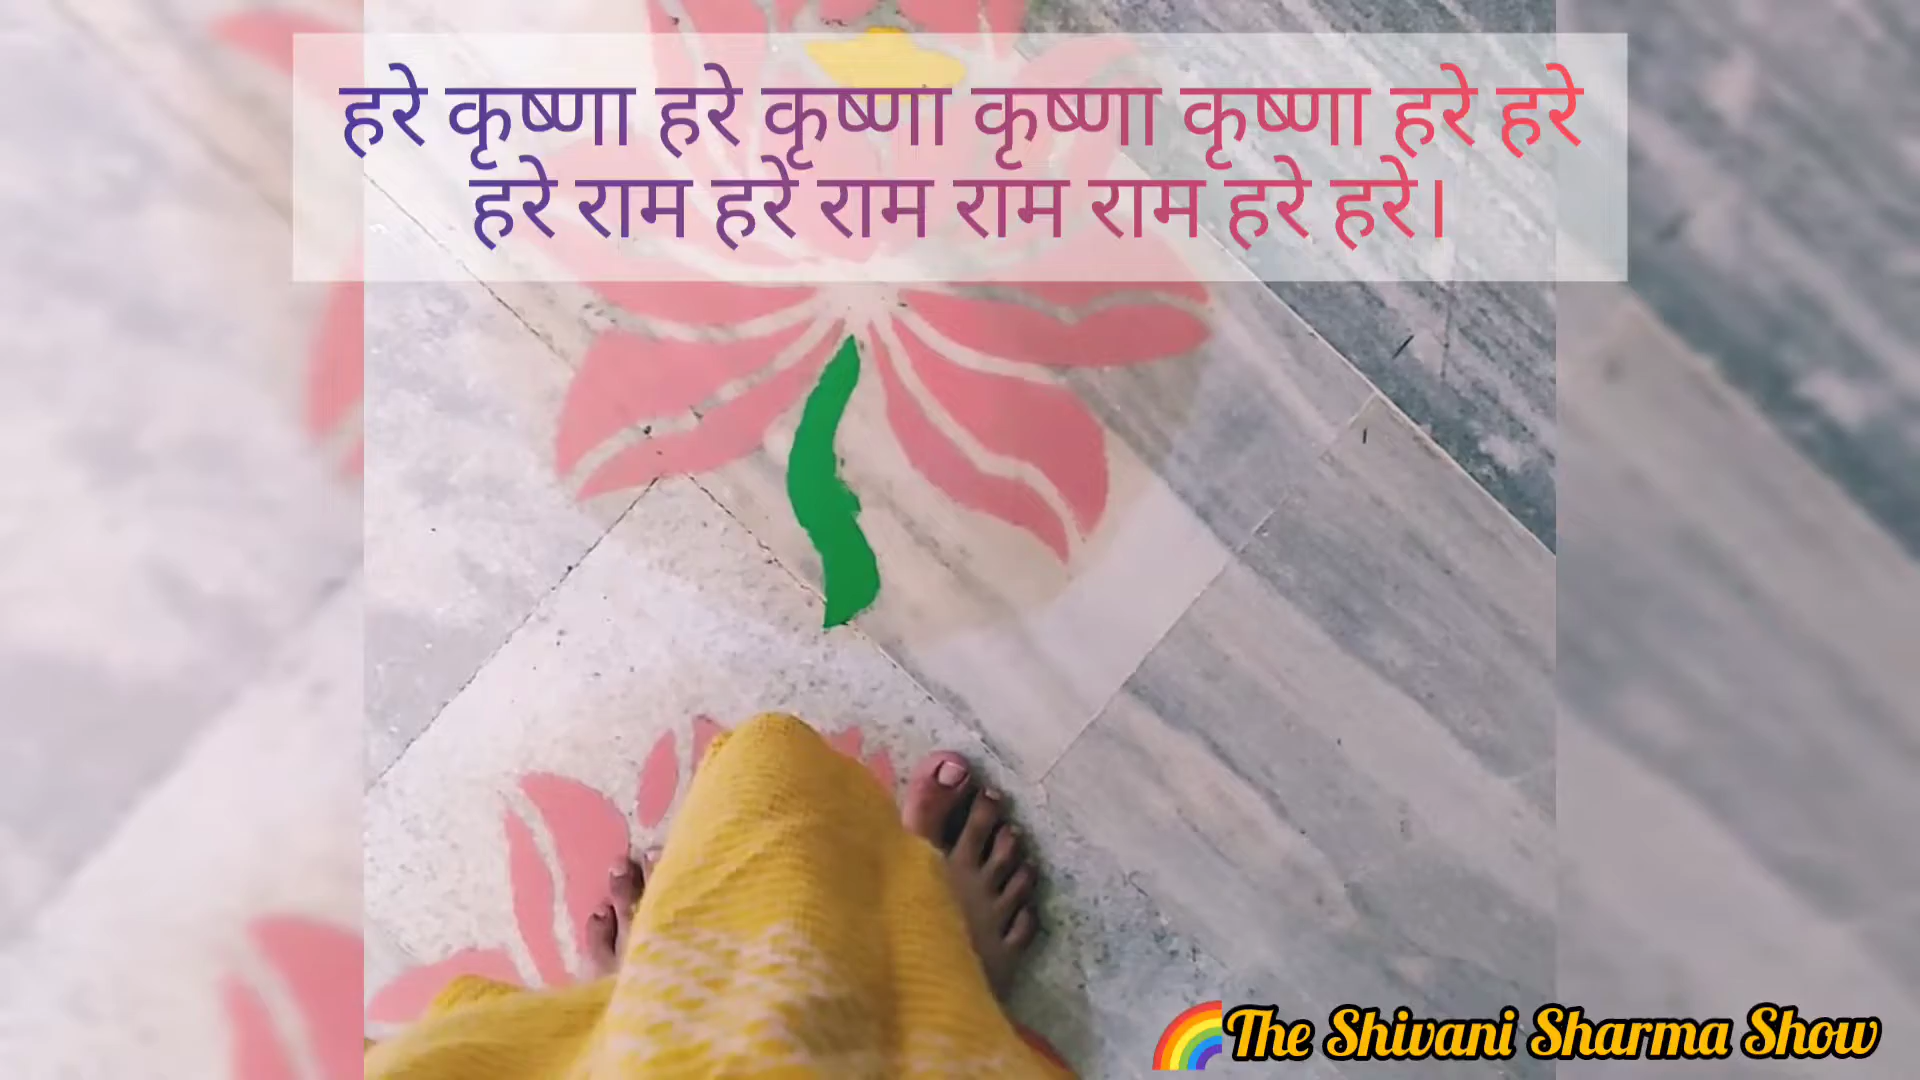 हरे कृष्णा हरे कृष्णा कृष्णा कृष्णा हरे हरे
हरे राम हरे राम राम राम हरे हरे।
The Shivani Sharma Show